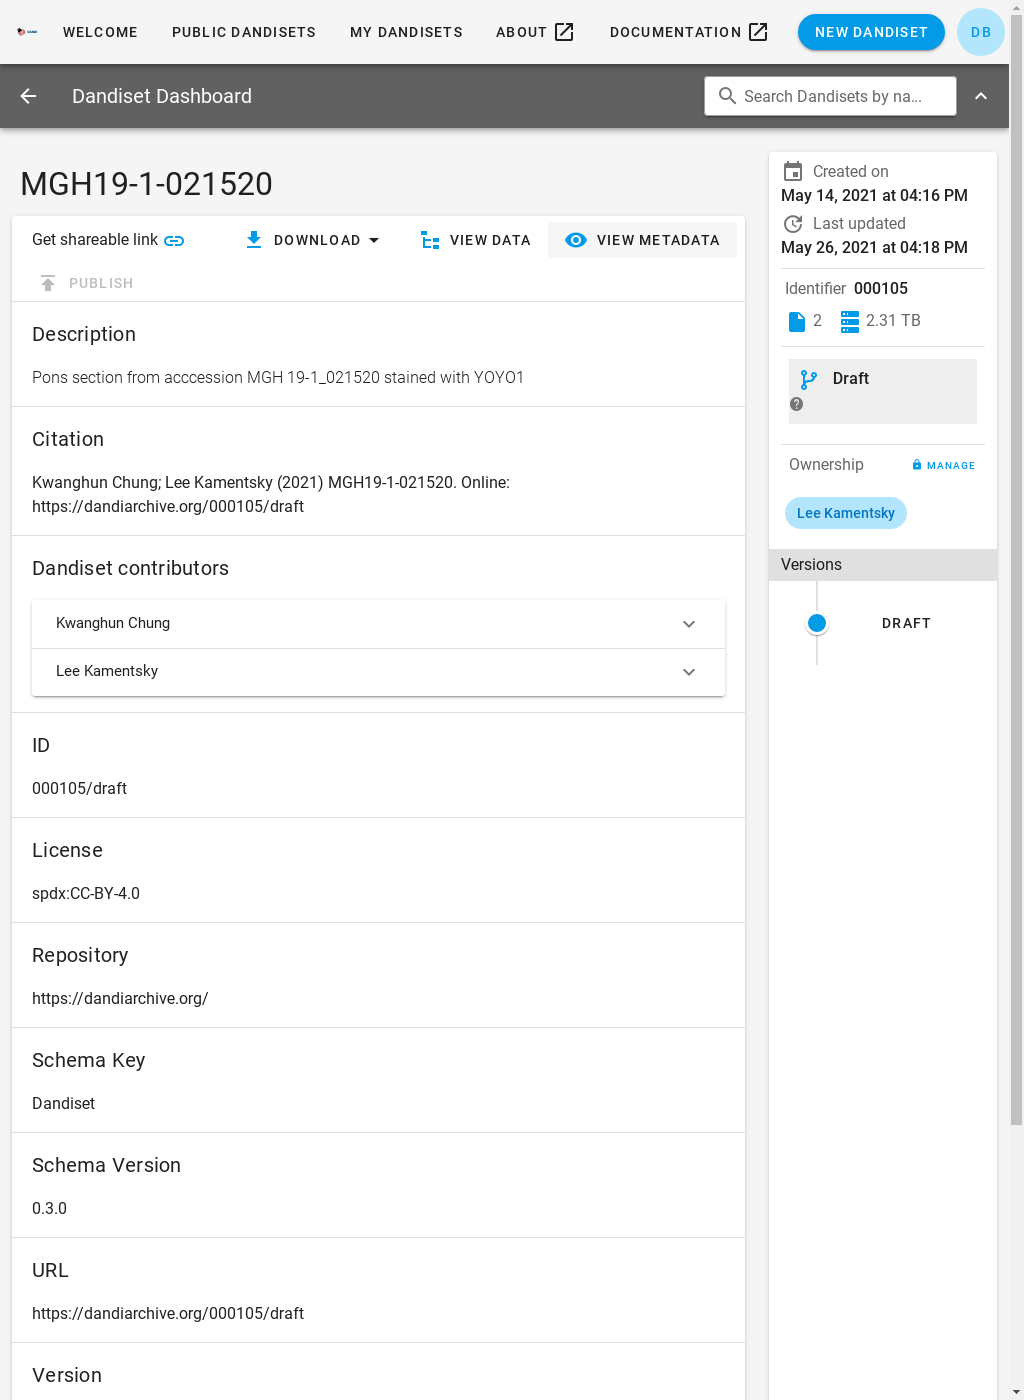 WELCOME PUBLIC DANDISETS MY DANDISETS ABOUT DOCUMENTATION NEW DANDISET DB
Dandiset Dashboard Search Dandisets by na...
MGH19-1-021520
Get shareable link DOWNLOAD VIEW DATA VIEW METADATA
PUBLISH
Description
Pons section from acccession MGH 19-1_021520 stained with YOYO1
Citation
Kwanghun Chung; Lee Kamentsky (2021) MGH19-1-021520. Online:
https://dandiarchive.org/000105/draft
Dandiset contributors
Kwanghun Chung
Lee Kamentsky
ID
000105/draft
License
spdx:CC-BY-4.0
Repository
https://dandiarchive.org/
Schema Key
Dandiset
Schema Version
0.3.0
URL
https://dandiarchive.org/000105/draft
Version
Created on
May 14, 2021 at 04:16 PM
Last updated
May 26, 2021 at 04:18 PM
Identifier 000105
2 2.31 TB
Draft
Ownership MANAGE
Lee Kamentsky
Versions
DRAFT